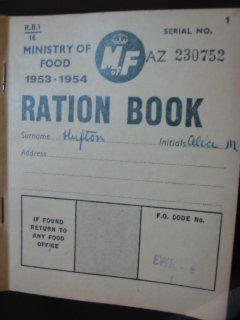 R.B.1
16
1
MINISTRY OF
FOOD
1953-1954
MF
SERIAL NO.
AZ 230752
RATION BOOK
Surname Hufton Initials Alice M
Address
IF FOUND
RETURN TO
ANY FOOD
OFFICE
F.O. CODE No.